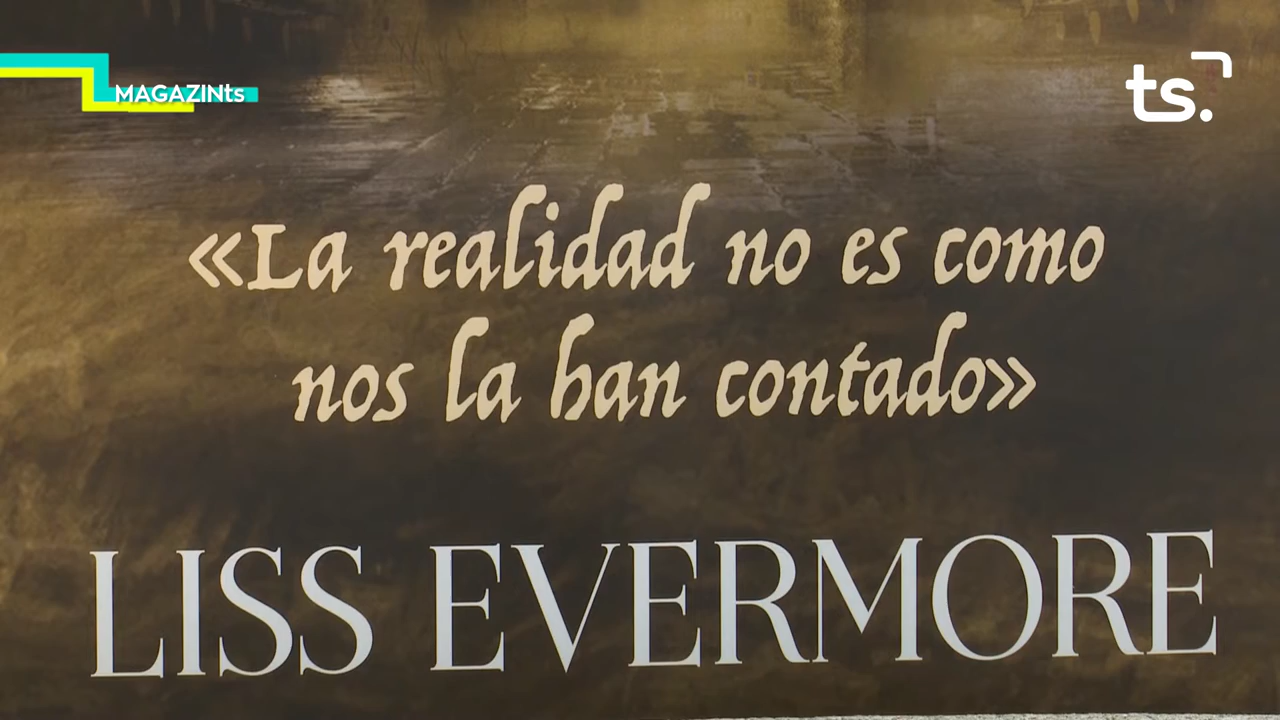 MAGAZINts
ts.
«La realidad no es como
nos la han contado»
LISS EVERMORE